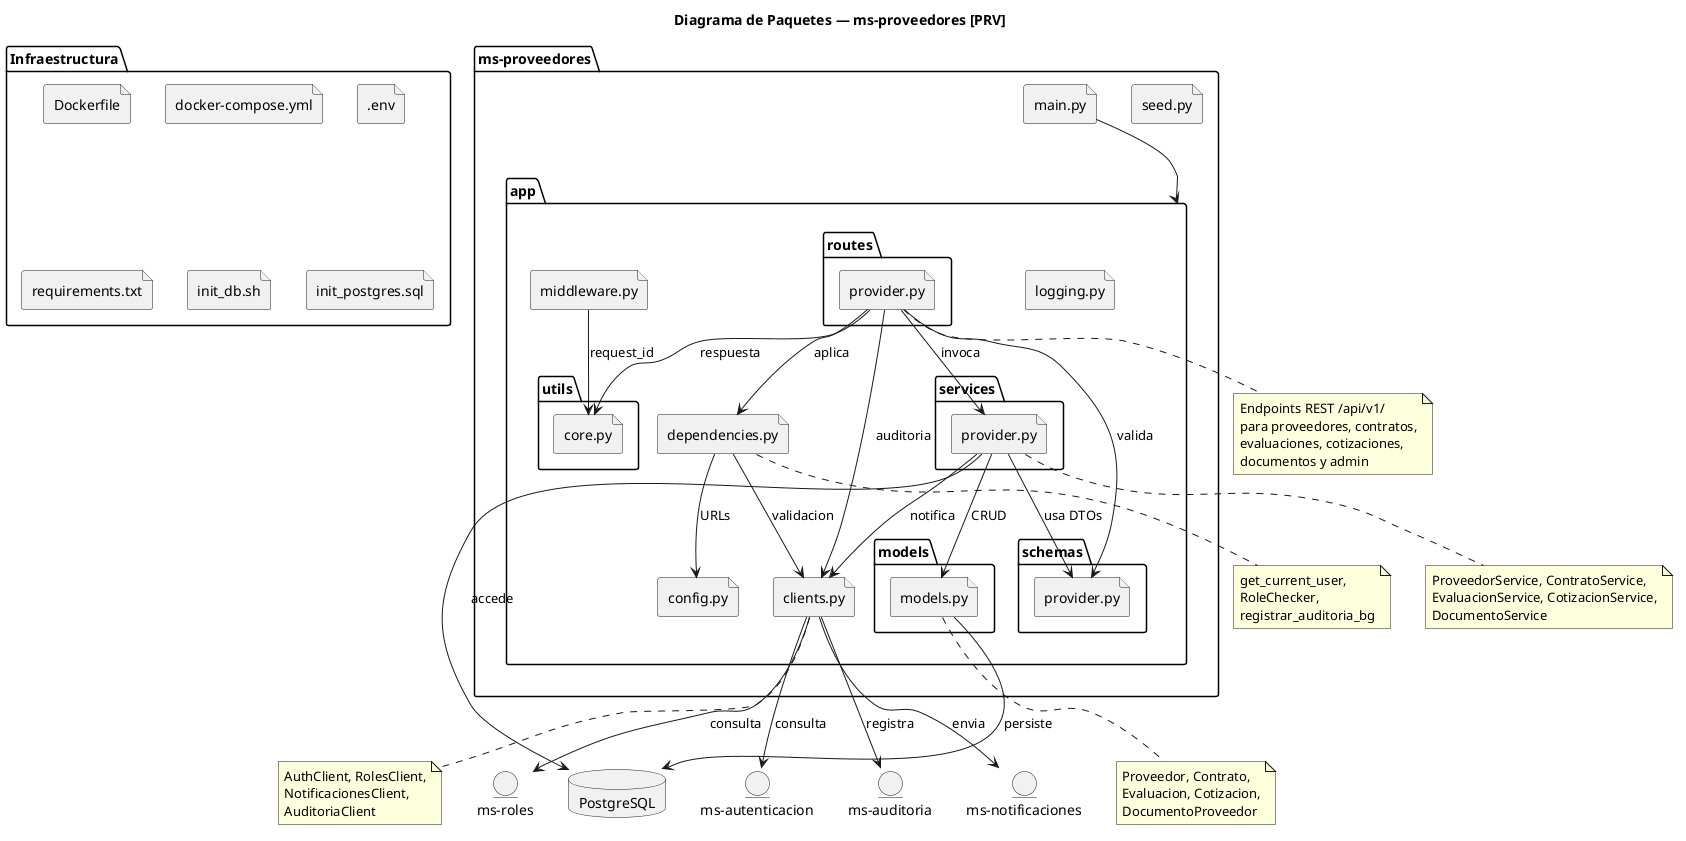 Diagrama de Paquetes — ms-proveedores [PRV]
Infraestructura
Dockerfile
docker-compose.yml
.env
requirements.txt
init_db.sh
init_postgres.sql
ms-proveedores
main.py
seed.py
app
routes
middleware.py
provider.py
logging.py
request_id
respuesta
aplica
invoca
utils
services
core.py
dependencies.py
provider.py
auditoria
valida
Endpoints REST /api/v1/
para proveedores, contratos,
evaluaciones, cotizaciones,
documentos y admin
URLs
validacion
notifica
CRUD
usa DTOs
models
schemas
accede
config.py
clients.py
models.py
provider.py
get_current_user,
RoleChecker,
registrar_auditoria_bg
ProveedorService, ContratoService,
EvaluacionService, CotizacionService,
DocumentoService
consulta
consulta
registra
envia
persiste
AuthClient, RolesClient,
NotificacionesClient,
AuditoriaClient
ms-roles
PostgreSQL
ms-autenticacion
ms-auditoria
ms-notificaciones
Proveedor, Contrato,
Evaluacion, Cotizacion,
DocumentoProveedor